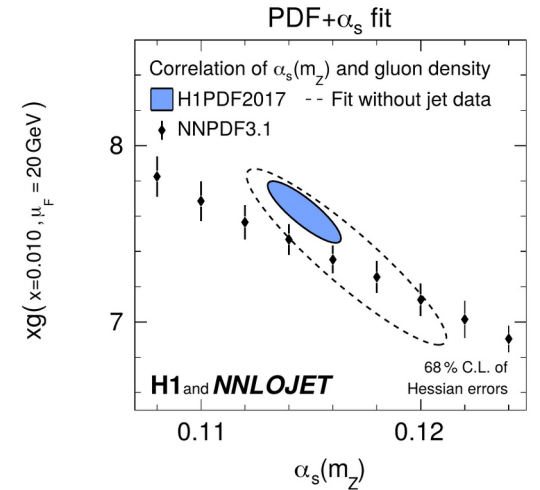 PDF+αs fit
Correlation of αs(mZ) and gluon density
H1PDF2017 -- Fit without jet data
NNPDF3.1
xg( x=0.010 , μF = 20 GeV )
8
7
68 % C.L. of
Hessian errors
H1 and NNLOJET
0.11 0.12
αs(mZ)